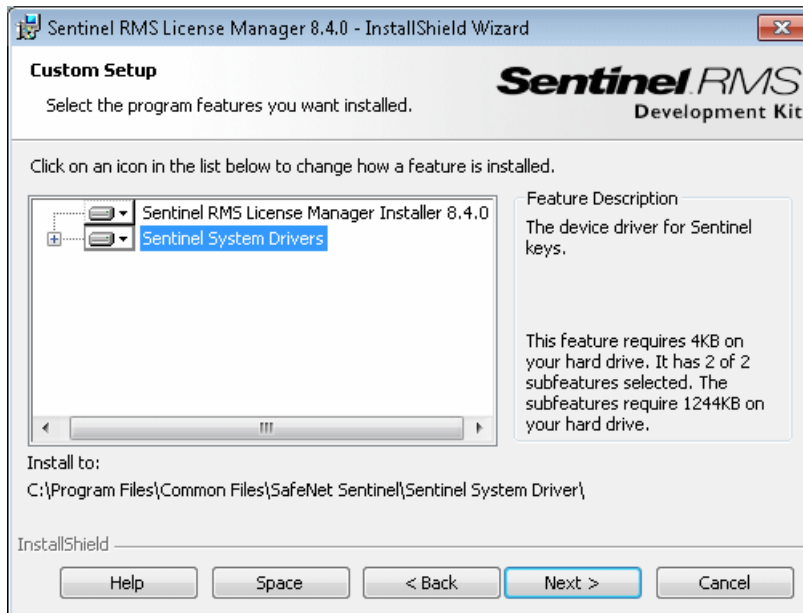 Sentinel RMS License Manager 8.4.0 - InstallShield Wizard
Custom Setup
Select the program features you want installed.
Sentinel.RMS
Development Kit
Click on an icon in the list below to change how a feature is installed.
Sentinel RMS License Manager Installer 8.4.0
Sentinel System Drivers
Feature Description
The device driver for Sentinel
keys.
This feature requires 4KB on
your hard drive. It has 2 of 2
subfeatures selected. The
subfeatures require 1244KB on
your hard drive.
Install to:
C:\Program Files\Common Files\SafeNet Sentinel\Sentinel System Driver\
InstallShield
Help
Space
< Back
Next >
Cancel